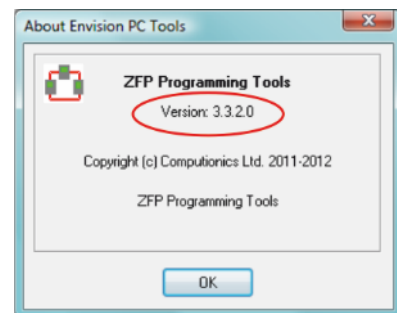 About Envision PC Tools
ZFP Programming Tools
Version: 3.3.2.0
Copyright (c) Computionics Ltd. 2011-2012
ZFP Programming Tools
OK